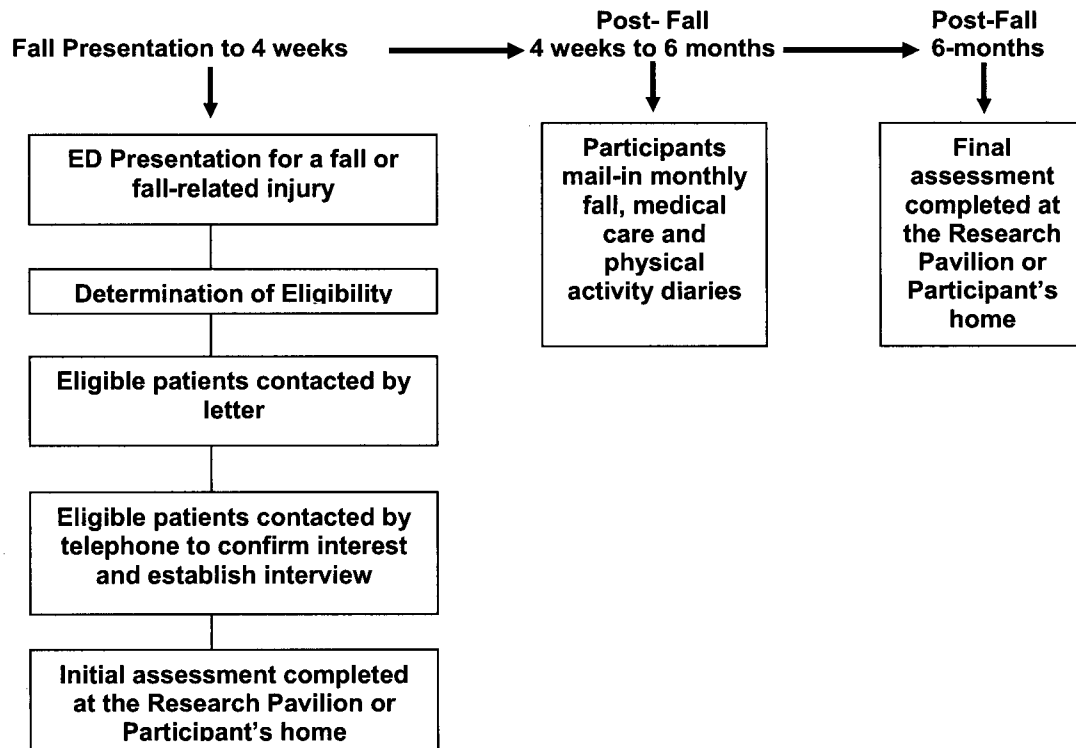 Fall Presentation to 4 weeks
Post- Fall
4 weeks to 6 months
Post-Fall
6-months
ED Presentation for a fall or
fall-related injury
Determination of Eligibility
Eligible patients contacted by
letter
Eligible patients contacted by
telephone to confirm interest
and establish interview
Initial assessment completed
at the Research Pavilion or
Participant's home
Participants
mail-in monthly
fall, medical
care and
physical
activity diaries
Final
assessment
completed at
the Research
Pavilion or
Participant's
home